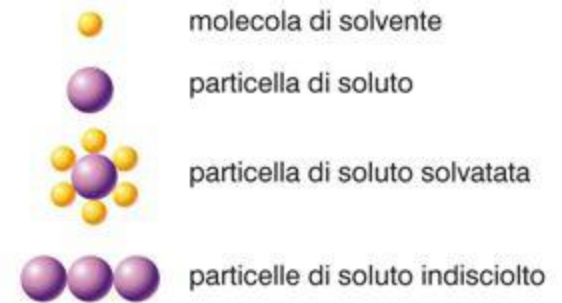 molecola di solvente
particella di soluto
particella di soluto solvatata
particelle di soluto indisciolto